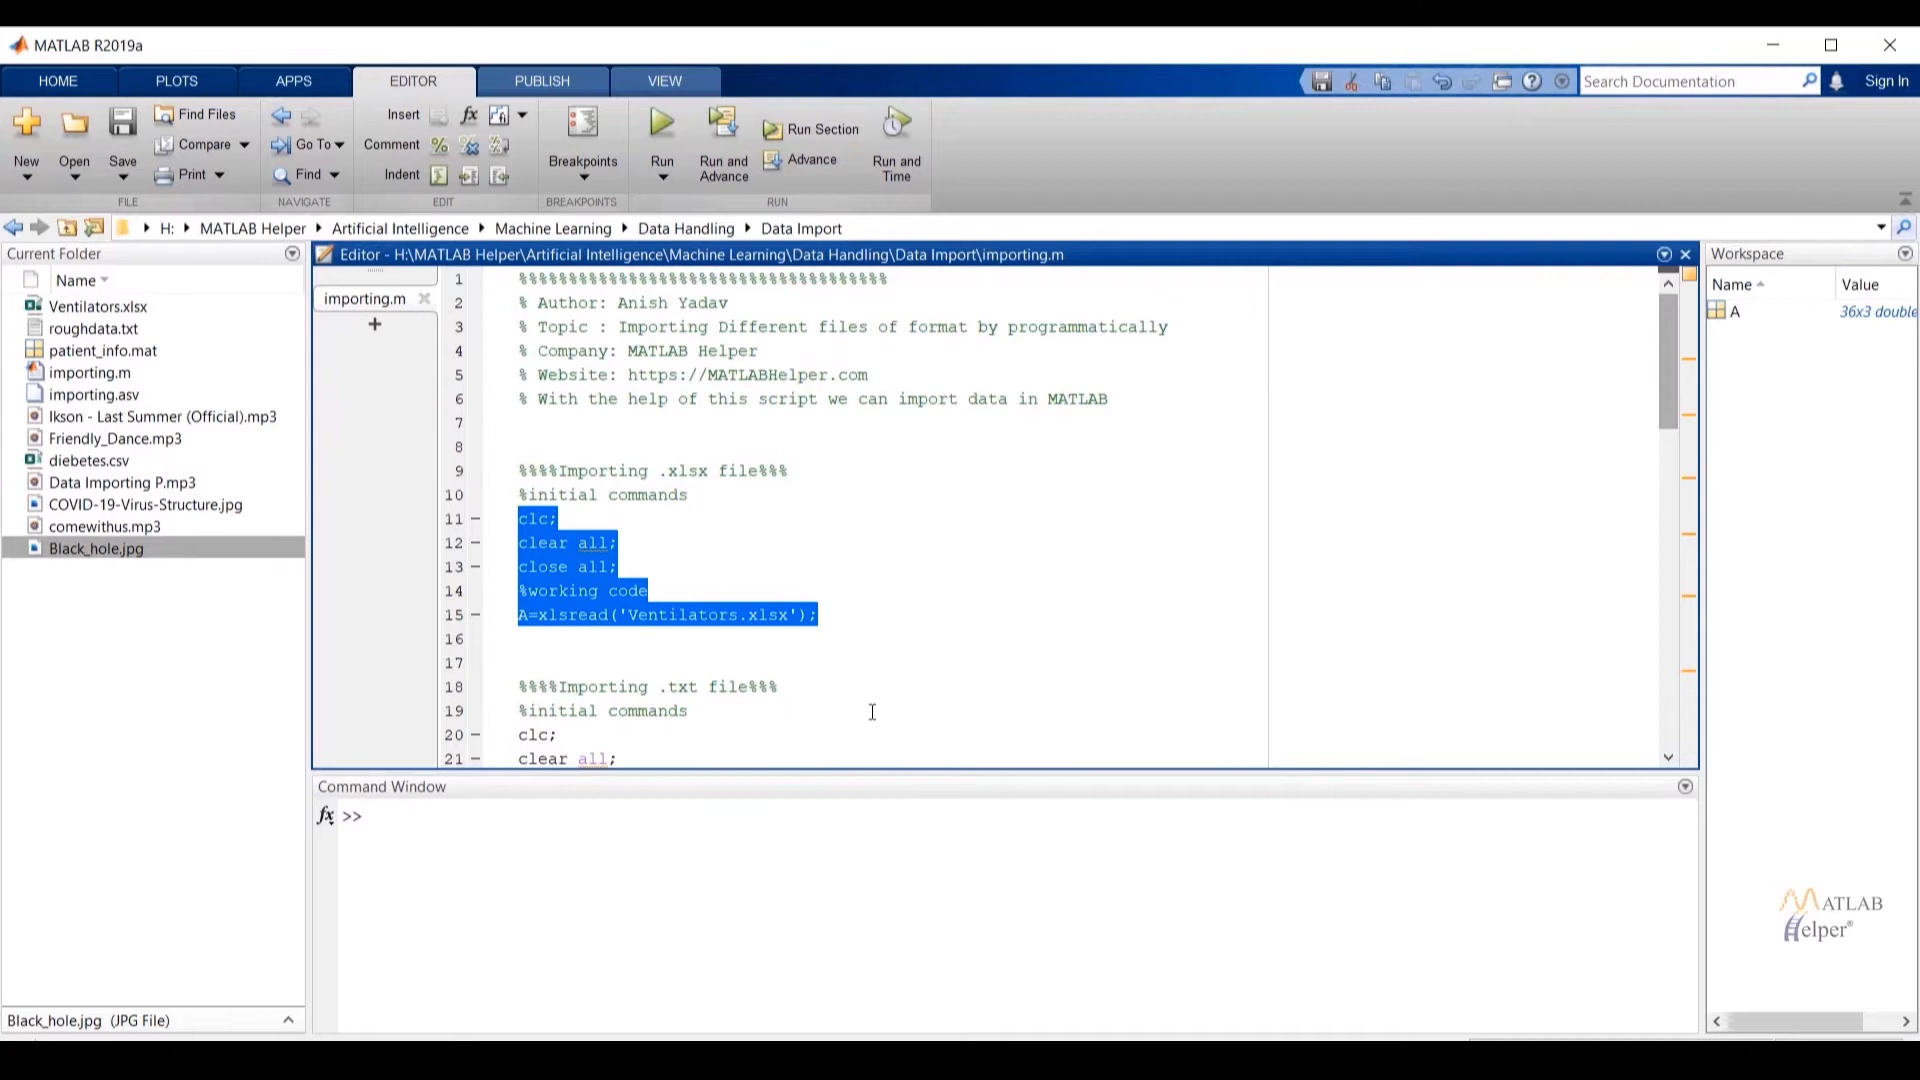 MATLAB R2019a
HOME PLOTS APPS EDITOR PUBLISH VIEW Search Documentation Sign In
New Open Save Find Files Compare Print
Go To Find
Insert fx
Comment
Indent
Breakpoints
Run Run and Advance Run Section Advance Run and Time
FILE NAVIGATE EDIT BREAKPOINTS RUN
H: MATLAB Helper Artificial Intelligence Machine Learning Data Handling Data Import
Current Folder
Name
Ventilators.xlsx
roughdata.txt
patient_info.mat
importing.m
importing.asv
Ikson - Last Summer (Official).mp3
Friendly_Dance.mp3
diebetes.csv
Data Importing P.mp3
COVID-19-Virus-Structure.jpg
comewithus.mp3
Black_hole.jpg
Black_hole.jpg (JPG File)
Editor - H:\MATLAB Helper\Artificial Intelligence\Machine Learning\Data Handling\Data Import\importing.m
importing.m
+
1 %%%%%%%%%%%%%%%%%%%%%%%%%%%%%%%%%%%%%
2 % Author: Anish Yadav
3 % Topic : Importing Different files of format by programmatically
4 % Company: MATLAB Helper
5 % Website: https://MATLABHelper.com
6 % With the help of this script we can import data in MATLAB
7
8
9 %%%%Importing .xlsx file%%%
10 %initial commands
11 – clc;
12 – clear all;
13 – close all;
14 %working code
15 – A=xlsread('Ventilators.xlsx');
16
17
18 %%%%Importing .txt file%%%
19 %initial commands
20 – clc;
21 – clear all;
Command Window
fx >>
Workspace
Name Value
A 36x3 double
MATLAB
Helper®